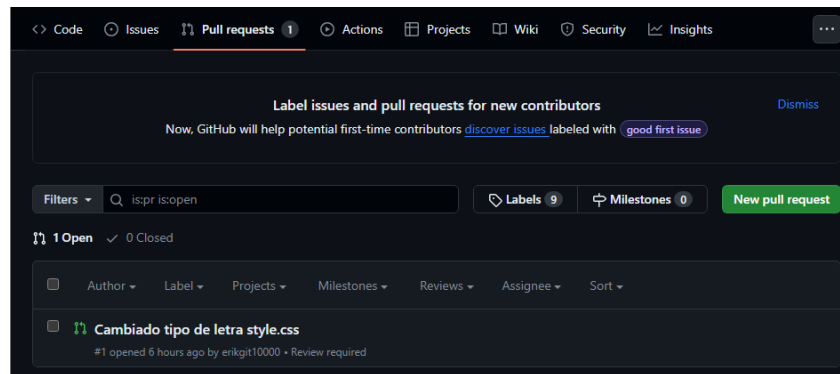 Code Issues Pull requests 1 Actions Projects Wiki Security Insights
Label issues and pull requests for new contributors
Dismiss
Now, GitHub will help potential first-time contributors discover issues labeled with good first issue
Filters is:pr is:open Labels 9 Milestones 0 New pull request
1 Open 0 Closed
Author Label Projects Milestones Reviews Assignee Sort
Cambiado tipo de letra style.css
#1 opened 6 hours ago by erikgit10000 • Review required